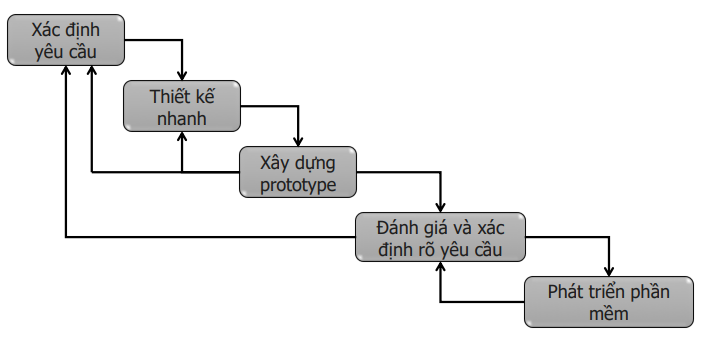 Xác định
yêu cầu
Thiết kế
nhanh
Xây dựng
prototype
Đánh giá và xác
định rõ yêu cầu
Phát triển phần
mềm